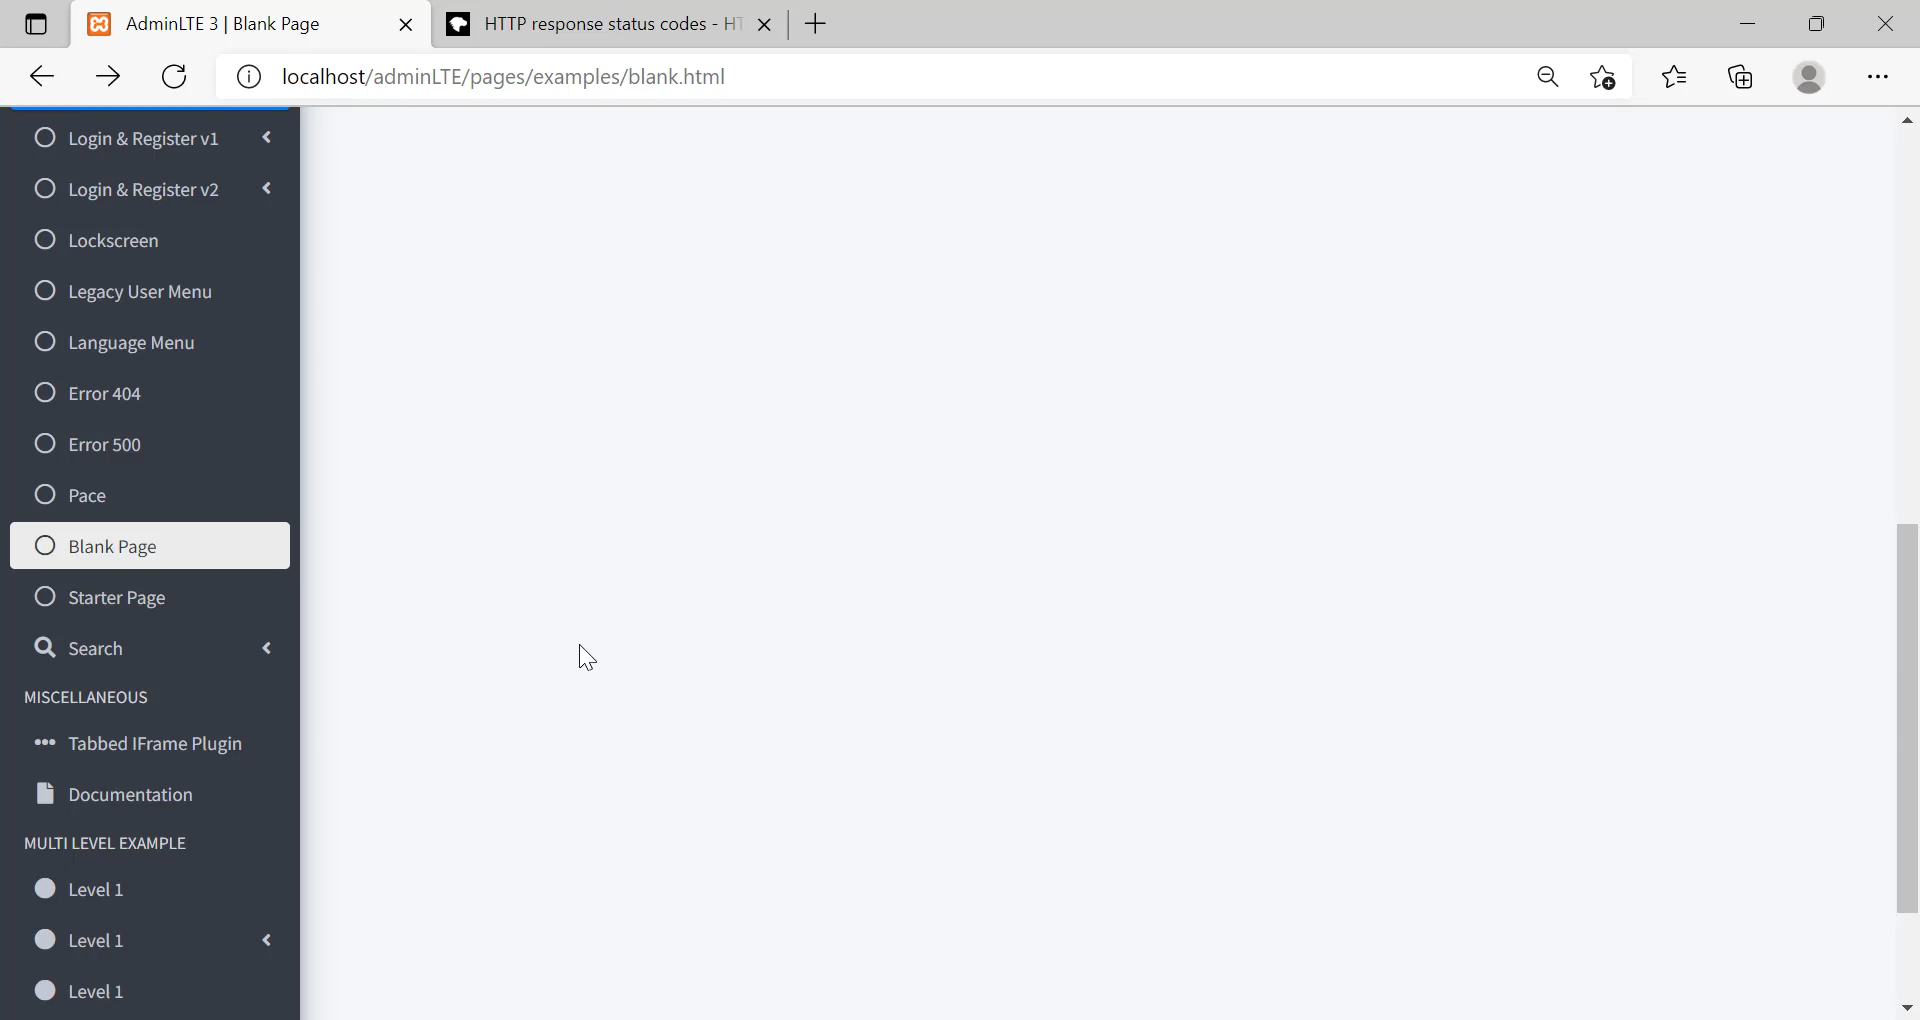 AdminLTE 3 | Blank Page
HTTP response status codes - HT
localhost/adminLTE/pages/examples/blank.html
Login & Register v1
Login & Register v2
Lockscreen
Legacy User Menu
Language Menu
Error 404
Error 500
Pace
Blank Page
Starter Page
Search
MISCELLANEOUS
Tabbed IFrame Plugin
Documentation
MULTI LEVEL EXAMPLE
Level 1
Level 1
Level 1